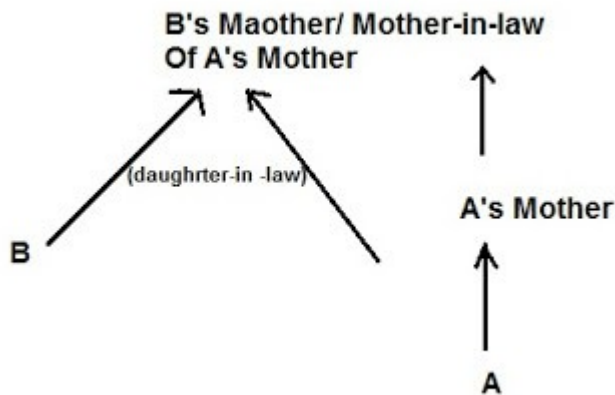 B's Maother/ Mother-in-law
Of A's Mother
(daughrter-in -law)
A's Mother
B
A